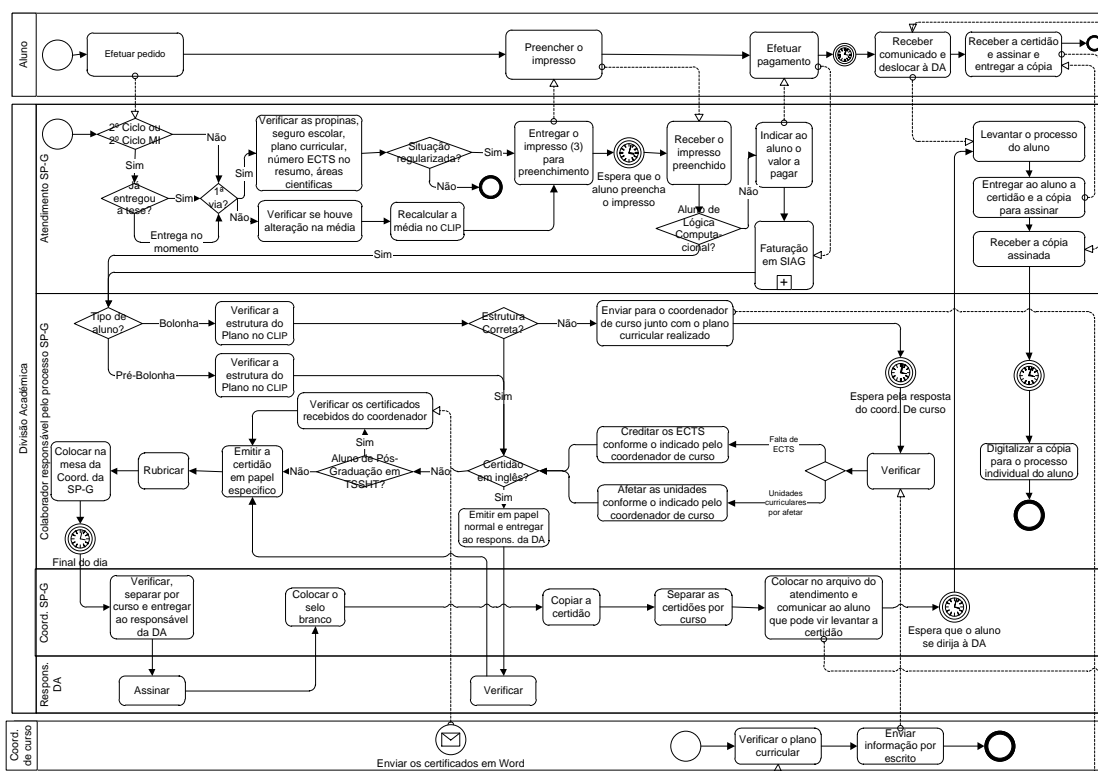 Aluno
Efetuar pedido
Preencher o
impresso
Efetuar
pagamento
Receber
comunicado e
deslocar à DA
Receber a certidão
e assinar e
entregar a cópia
Divisão Académica
Atendimento SP-G
2º Ciclo ou
2º Ciclo MI
Não
Sim
Já
entregou
a tese?
Sim
Entrega no
momento
1ª
via?
Sim
Não
Verificar as propinas,
seguro escolar,
plano curricular,
número ECTS no
resumo, áreas
cientificas
Verificar se houve
alteração na média
Recalcular a
média no CLIP
Situação
regularizada?
Sim
Não
Entregar o
impresso (3)
para
preenchimento
Espera que o
aluno preencha
o impresso
Receber o
impresso
preenchido
Aluno de
Lógica
Computa-
cional?
Não
Sim
Indicar ao
aluno o
valor a
pagar
Faturação
em SIAG
Levantar o processo
do aluno
Entregar ao aluno a
certidão e a cópia
para assinar
Receber a cópia
assinada
Colaborador responsável pelo processo SP-G
Tipo de
aluno?
Bolonha
Pré-Bolonha
Verificar a
estrutura do
Plano no CLIP
Verificar a
estrutura do
Plano no CLIP
Estrutura
Correta?
Não
Sim
Enviar para o coordenador
de curso junto com o plano
curricular realizado
Espera pela resposta
do coord. De curso
Verificar os certificados
recebidos do coordenador
Sim
Colocar na
mesa da
Coord. da
SP-G
Rubricar
Emitir a
certidão
em papel
especifico
Não
Aluno de Pós-
Graduação em
TSSHT?
Não
Certidão
em inglês?
Sim
Emitir em papel
normal e entregar
ao respons. da DA
Creditar os ECTS
conforme o indicado pelo
coordenador de curso
Afetar as unidades
conforme o indicado pelo
coordenador de curso
Falta de
ECTS
Unidades
curriculares
por afetar
Verificar
Digitalizar a cópia
para o processo
individual do aluno
Final do dia
Coord. SP-G
Verificar,
separar por
curso e entregar
ao responsável
da DA
Colocar o
selo
branco
Copiar a
certidão
Separar as
certidões por
curso
Colocar no arquivo do
atendimento e
comunicar ao aluno
que pode vir levantar a
certidão
Espera que o aluno
se dirija à DA
Respons.
DA
Assinar
Verificar
Coord.
de curso
Enviar os certificados em Word
Verificar o plano
curricular
Enviar
informação por
escrito